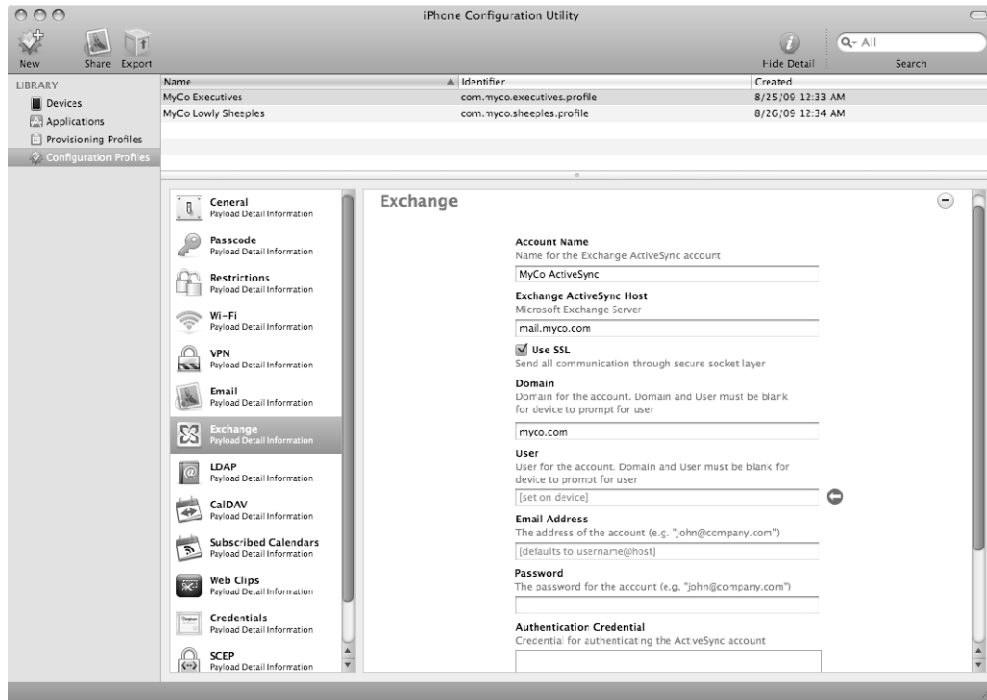 iPhone Configuration Utility
New
Share
Export
Hide Detail
All
Search
LIBRARY
Devices
Applications
Provisioning Profiles
Configuration Profiles
Name
Identifier
Created
MyCo Executives
com.myco.executives.profile
8/25/09 12:33 AM
MyCo Lowly Sheeples
com.myco.sheeples.profile
8/26/09 12:34 AM
General
Payload Detail Information
Passcode
Payload Detail Information
Restrictions
Payload Detail Information
Wi-Fi
Payload Detail Information
VPN
Payload Detail Information
Email
Payload Detail Information
Exchange
Payload Detail Information
LDAP
Payload Detail Information
CalDAV
Payload Detail Information
Subscribed Calendars
Payload Detail Information
Web Clips
Payload Detail Information
Credentials
Payload Detail Information
SCEP
Payload Detail Information
Exchange
Account Name
Name for the Exchange ActiveSync account
MyCo ActiveSync
Exchange ActiveSync Host
Microsoft Exchange Server
mail.myco.com
Use SSL
Send all communication through secure socket layer
Domain
Domain for the account. Domain and User must be blank
for device to prompt for user
myco.com
User
User for the account. Domain and User must be blank for
device to prompt for user
[set on device]
Email Address
The address of the account (e.g. "john@company.com")
[defaults to username@host]
Password
The password for the account (e.g. "john@company.com")
Authentication Credential
Credential for authenticating the ActiveSync account